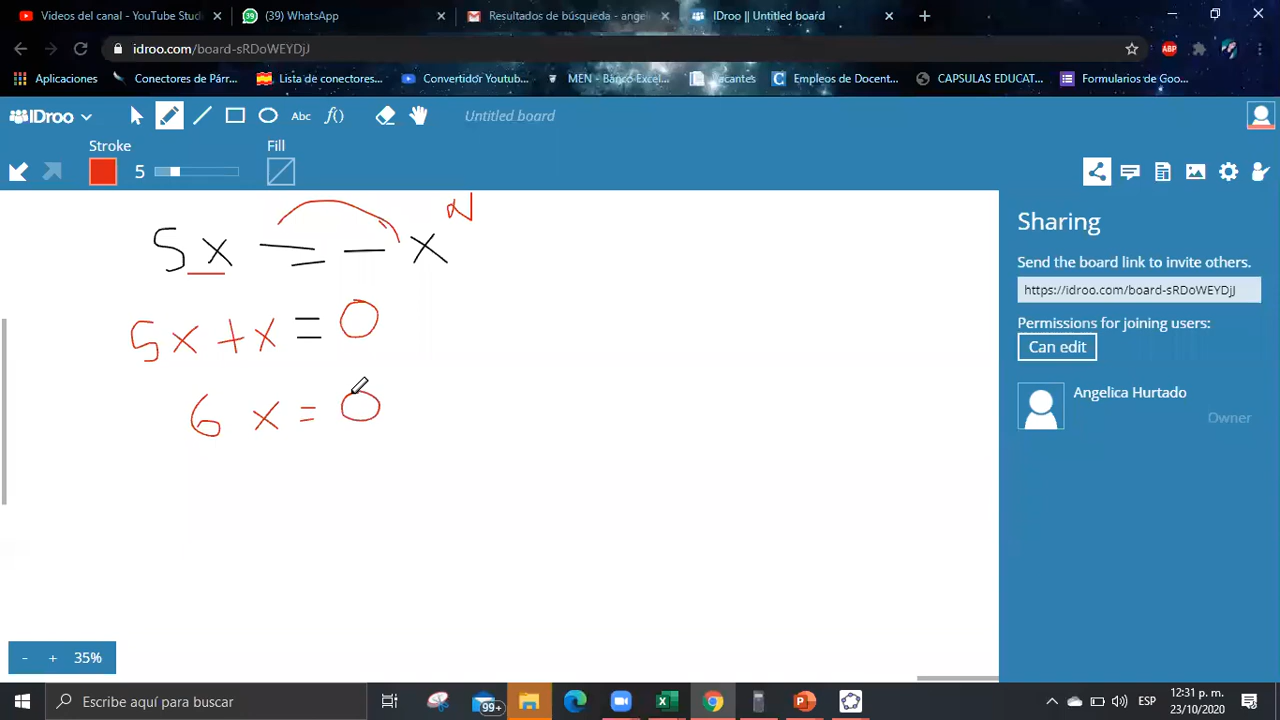 Videos del canal - YouTube Stud
(39) WhatsApp
Resultados de búsqueda - angel
IDroo || Untitled board
idroo.com/board-sRDoWEYDjJ
ABP
Aplicaciones
Conectores de Párr...
Lista de conectores...
Convertidor Youtub...
MEN - Banco Excel...
Vacantes
Empleos de Docent...
CAPSULAS EDUCAT...
Formularios de Goo...
IDroo
Abc
f()
Untitled board
Stroke
5
Fill
5x = - x
5x + x = 0
6 x = 0
Sharing
Send the board link to invite others.
https://idroo.com/board-sRDoWEYDjJ
Permissions for joining users:
Can edit
Angelica Hurtado
Owner
- + 35%
Escribe aquí para buscar
99+
ESP
12:31 p. m.
23/10/2020